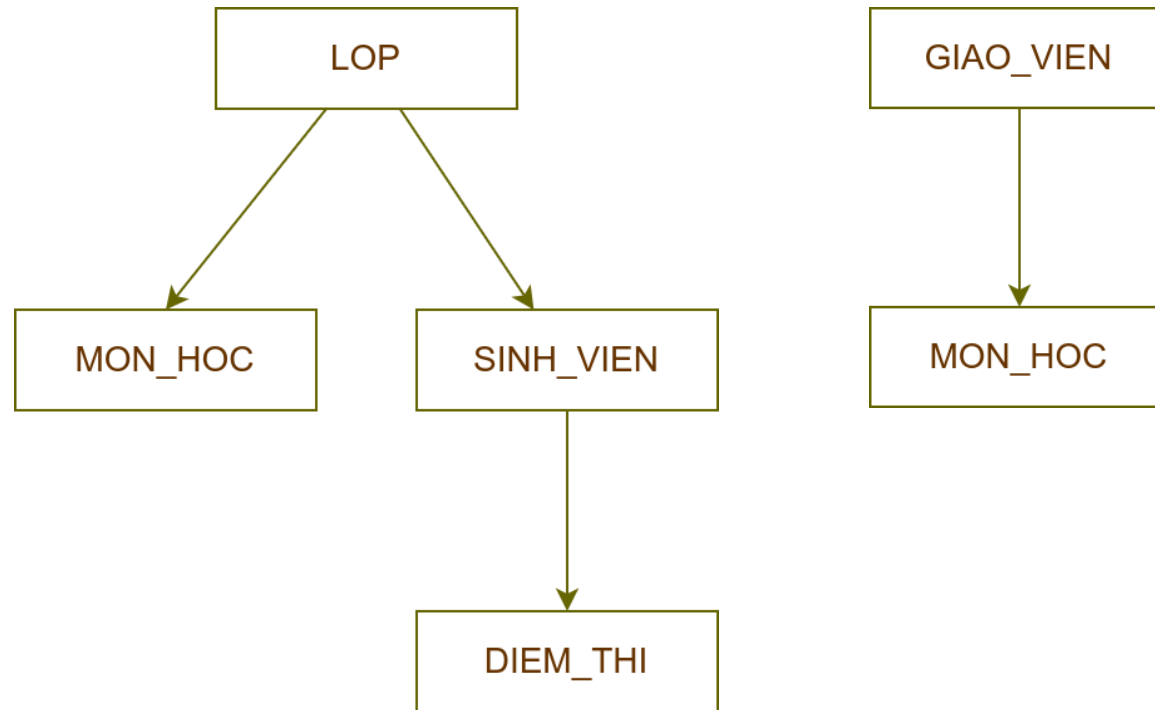 LOP
GIAO_VIEN
MON_HOC
SINH_VIEN
MON_HOC
DIEM_THI